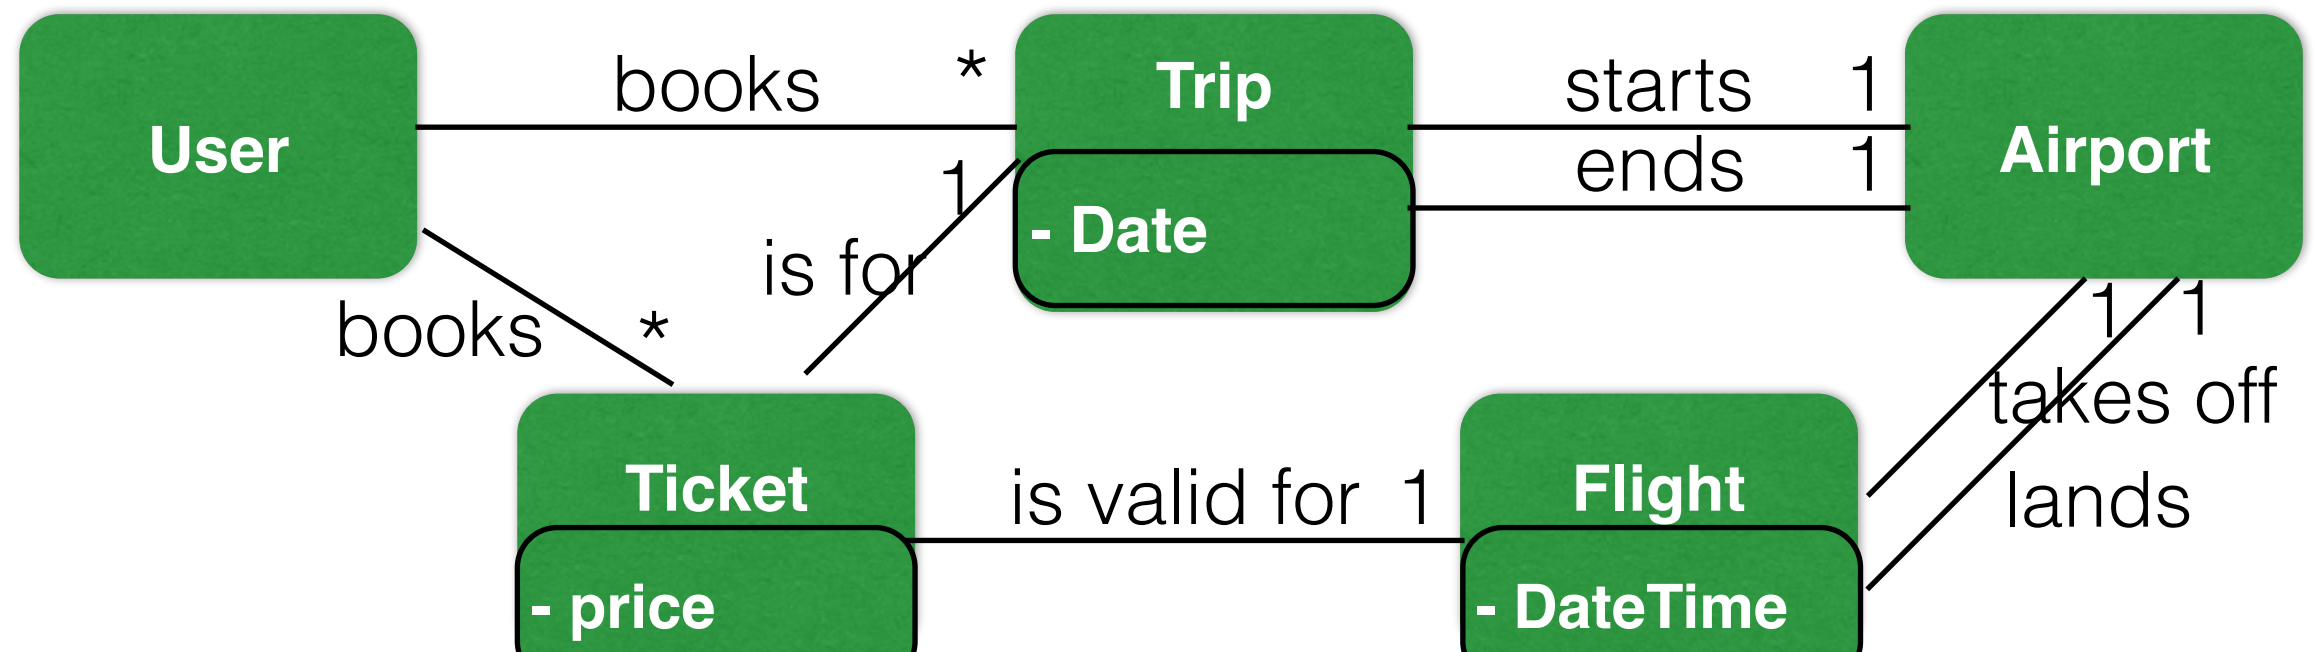 User
books *
Trip
- Date
starts 1
ends 1
Airport
1
is for
books *
1 1
takes off
lands
Ticket
- price
is valid for 1
Flight
- DateTime